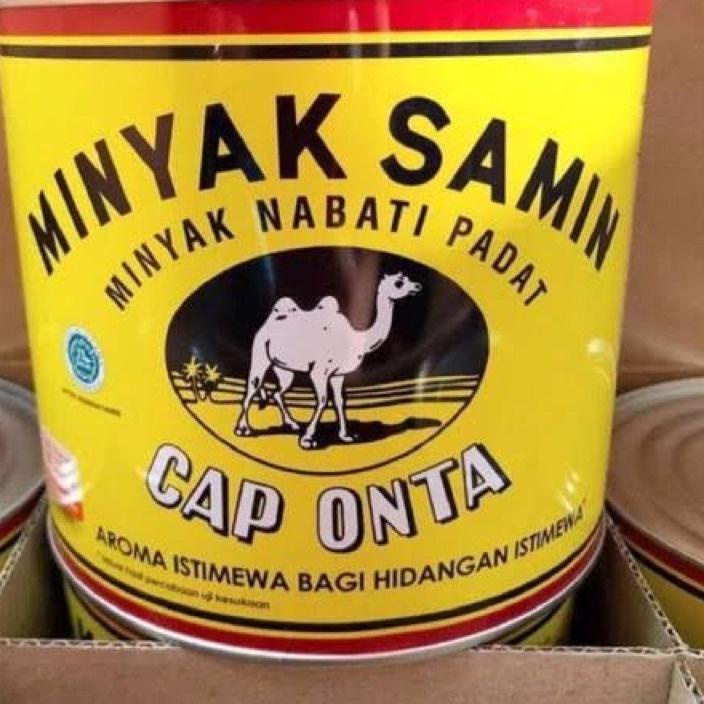 MINYAK SAMIN
MINYAK NABATI PADAT
CAP ONTA
AROMA ISTIMEWA BAGI HIDANGAN ISTIMEWA*